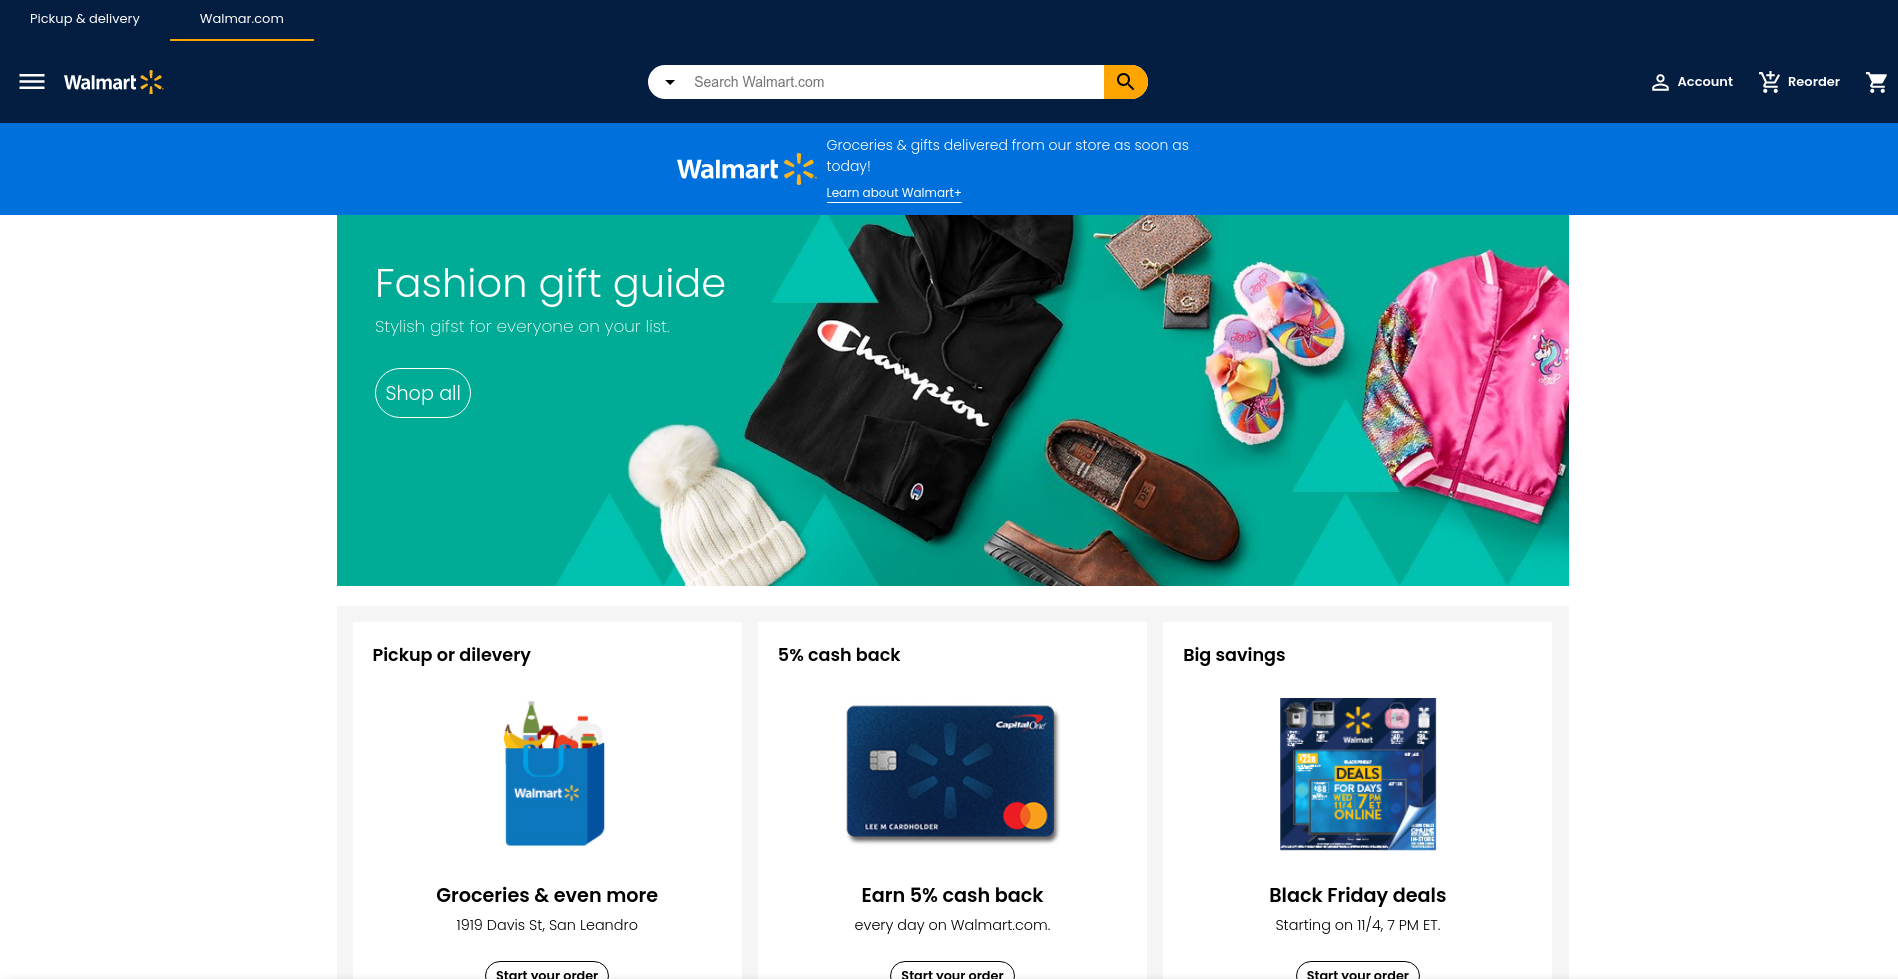 Pickup & delivery
Walmar.com
Walmart
Search Walmart.com
Account
Reorder
Walmart
Groceries & gifts delivered from our store as soon as
today!
Learn about Walmart+
Fashion gift guide
Stylish gifst for everyone on your list.
Shop all
Champion
Pickup or dilevery
Walmart
Groceries & even more
1919 Davis St, San Leandro
Start your order
5% cash back
CapitalOne
LEE M CARDHOLDER
Earn 5% cash back
every day on Walmart.com.
Start your order
Big savings
Walmart
BLACK FRIDAY
DEALS
FOR DAYS
WED 7 PM
11/4 ET
ONLINE
Black Friday deals
Starting on 11/4, 7 PM ET.
Start your order